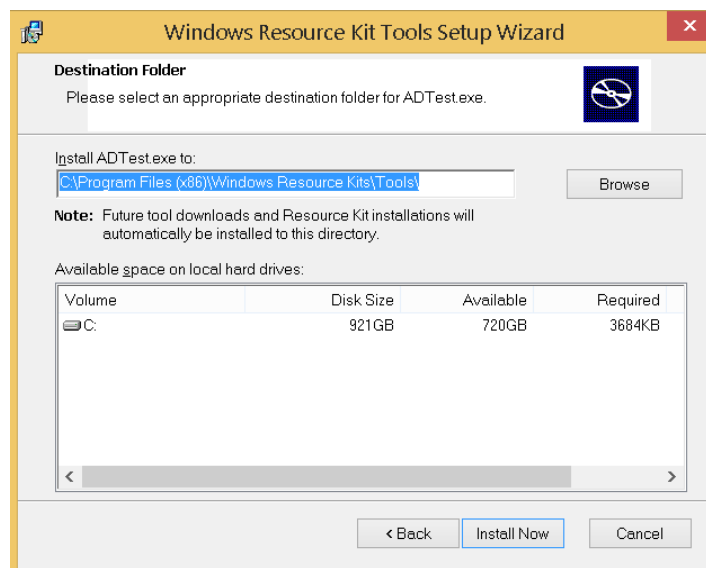 Windows Resource Kit Tools Setup Wizard
Destination Folder
Please select an appropriate destination folder for ADTest.exe.
Install ADTest.exe to:
C:\Program Files (x86)\Windows Resource Kits\Tools\
Browse
Note: Future tool downloads and Resource Kit installations will
automatically be installed to this directory.
Available space on local hard drives:
Volume Disk Size Available Required
C: 921GB 720GB 3684KB
< Back Install Now Cancel